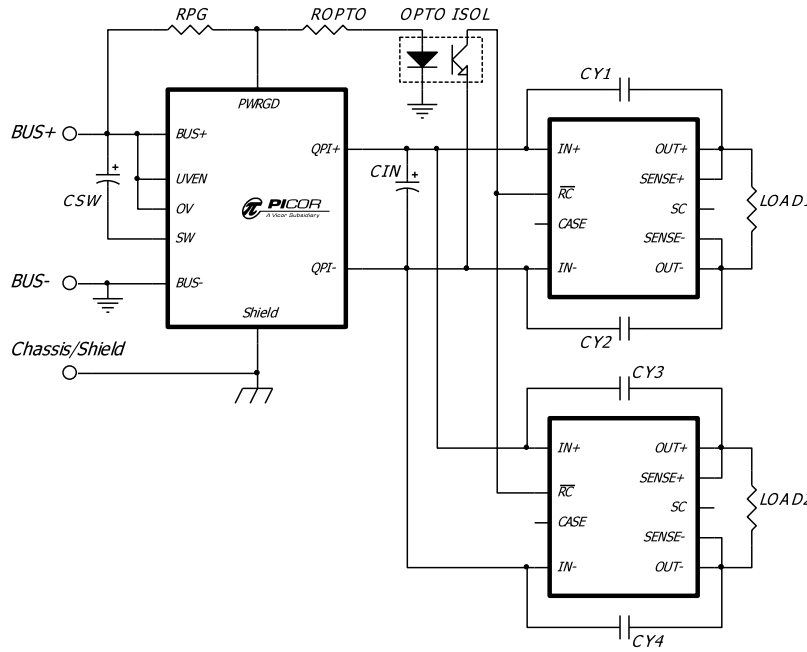 RPG
ROPTO
OPTO ISOL
CY1
PWRGD
BUS+
BUS+
QPI+
IN+
OUT+
CIN
+
+
CSW
UVEN
OV
SW
PICOR
A Vicor Subsidiary
SENSE+
RC
SC
LOAD1
CASE
SENSE-
BUS-
BUS-
QPI-
IN-
OUT-
Shield
CY2
Chassis/Shield
CY3
IN+
OUT+
SENSE+
RC
SC
LOAD2
CASE
SENSE-
IN-
OUT-
CY4